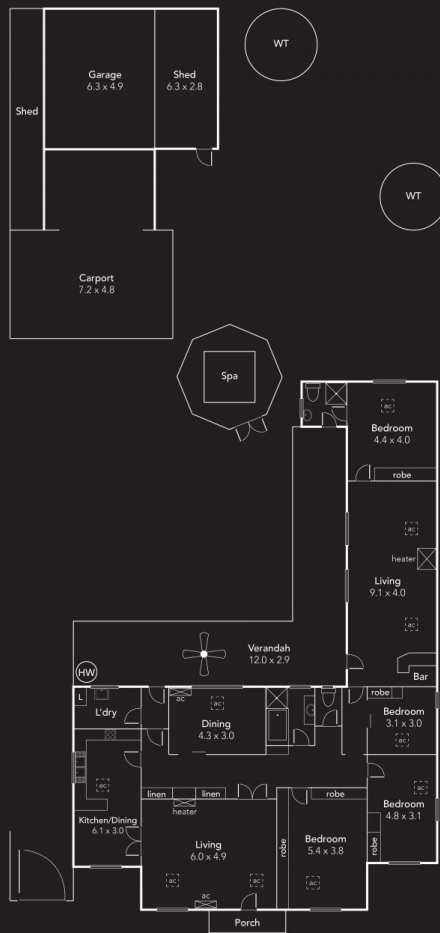 WT
Garage
6.3 x 4.9
Shed
6.3 x 2.8
Shed
WT
Carport
7.2 x 4.8
Spa
ac
Bedroom
4.4 x 4.0
robe
ac
heater
Living
9.1 x 4.0
Verandah
12.0 x 2.9
Bar
HW
L
L'dry
ac
ac
Dining
4.3 x 3.0
robe
Bedroom
3.1 x 3.0
ac
ac
Kitchen/Dining
6.1 x 3.0
linen
linen
heater
Living
6.0 x 4.9
ac
ac
ac
robe
robe
Bedroom
5.4 x 3.8
ac
Bedroom
4.8 x 3.1
robe
Porch